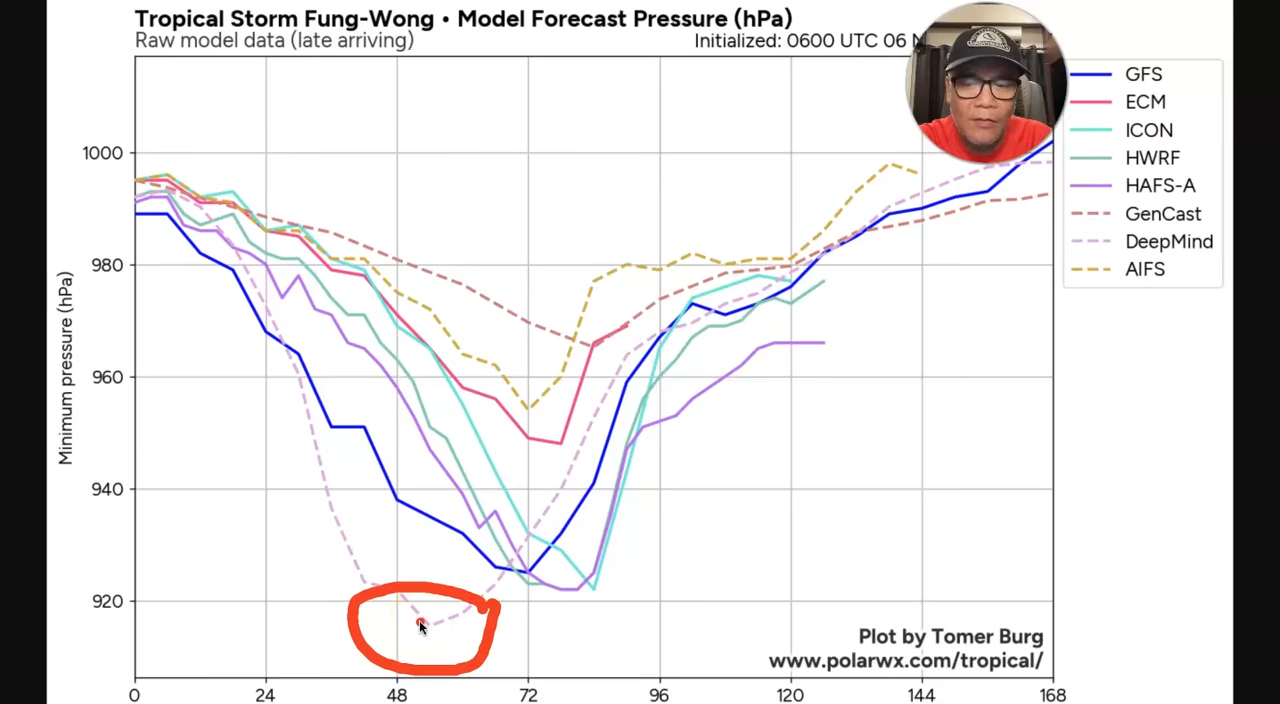 Tropical Storm Fung-Wong • Model Forecast Pressure (hPa)
Raw model data (late arriving)
Initialized: 0600 UTC 06
GFS
ECM
ICON
HWRF
HAFS-A
GenCast
DeepMind
AIFS
Minimum pressure (hPa)
1000
980
960
940
920
Plot by Tomer Burg
www.polarwx.com/tropical/
0 24 48 72 96 120 144 168